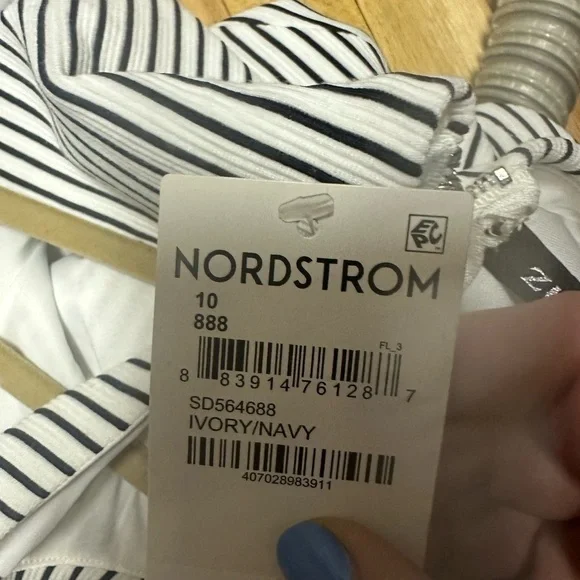 NORDSTROM
10
888
FL_3
8 83914 76128 7
SD564688
IVORY/NAVY
407028983911